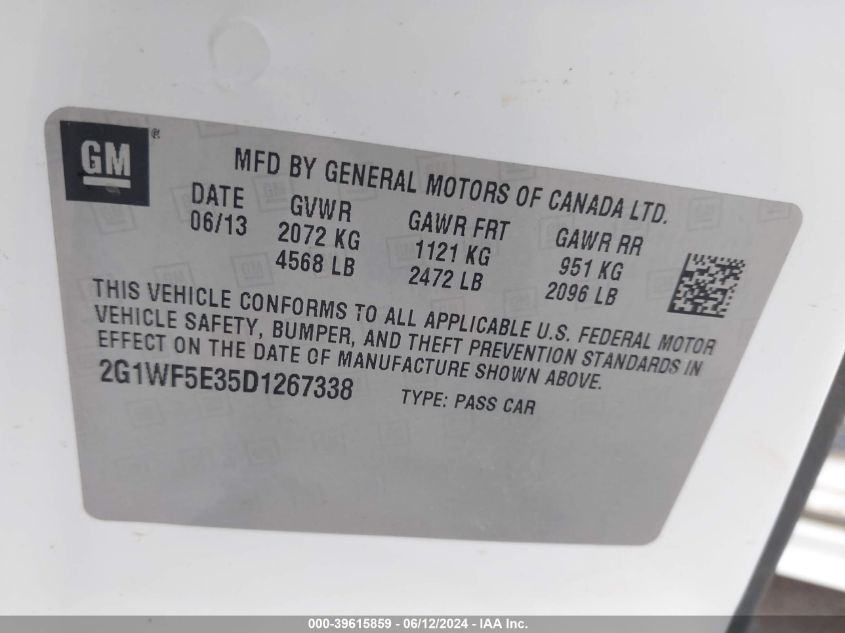 GM ®
MFD BY GENERAL MOTORS OF CANADA LTD.
DATE GVWR GAWR FRT GAWR RR
06/13 2072 KG 1121 KG 951 KG
4568 LB 2472 LB 2096 LB
THIS VEHICLE CONFORMS TO ALL APPLICABLE U.S. FEDERAL MOTOR
VEHICLE SAFETY, BUMPER, AND THEFT PREVENTION STANDARDS IN
EFFECT ON THE DATE OF MANUFACTURE SHOWN ABOVE.
2G1WF5E35D1267338 TYPE: PASS CAR
000-39615859 - 06/12/2024 - IAA Inc.